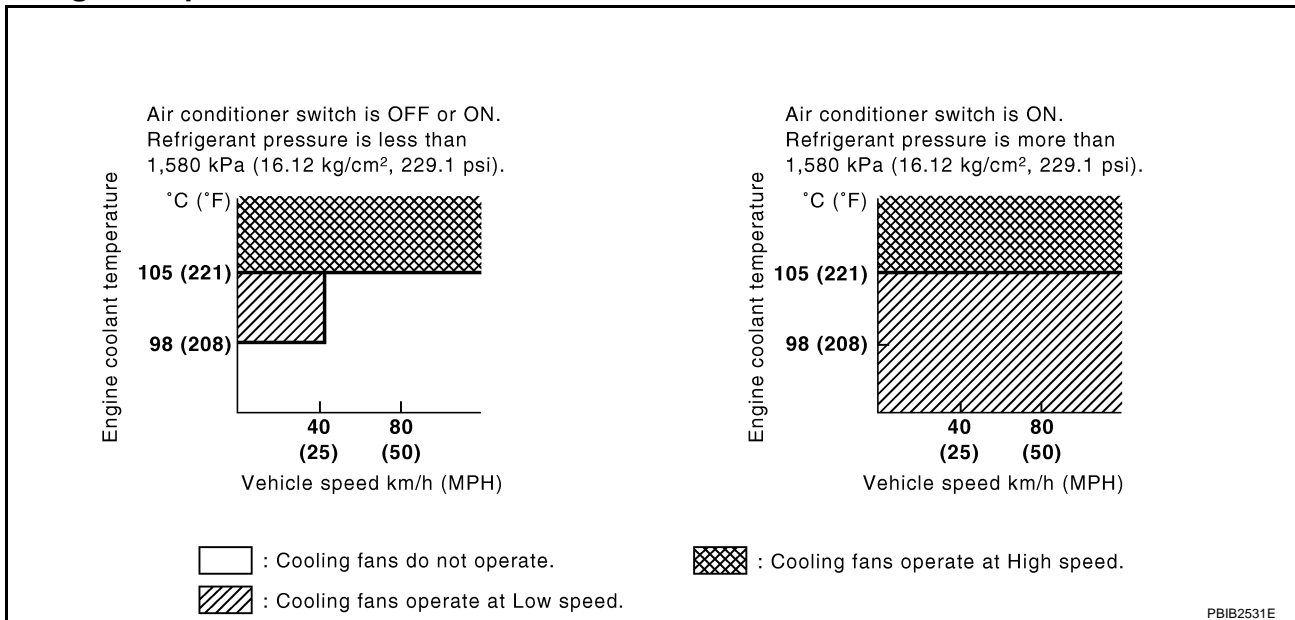 Air conditioner switch is OFF or ON.
Refrigerant pressure is less than
1,580 kPa (16.12 kg/cm², 229.1 psi).
Engine coolant temperature
˚C (˚F)
105 (221)
98 (208)
40
(25)
80
(50)
Vehicle speed km/h (MPH)
Air conditioner switch is ON.
Refrigerant pressure is more than
1,580 kPa (16.12 kg/cm², 229.1 psi).
Engine coolant temperature
˚C (˚F)
105 (221)
98 (208)
40
(25)
80
(50)
Vehicle speed km/h (MPH)
: Cooling fans do not operate.
: Cooling fans operate at Low speed.
: Cooling fans operate at High speed.
PBIB2531E